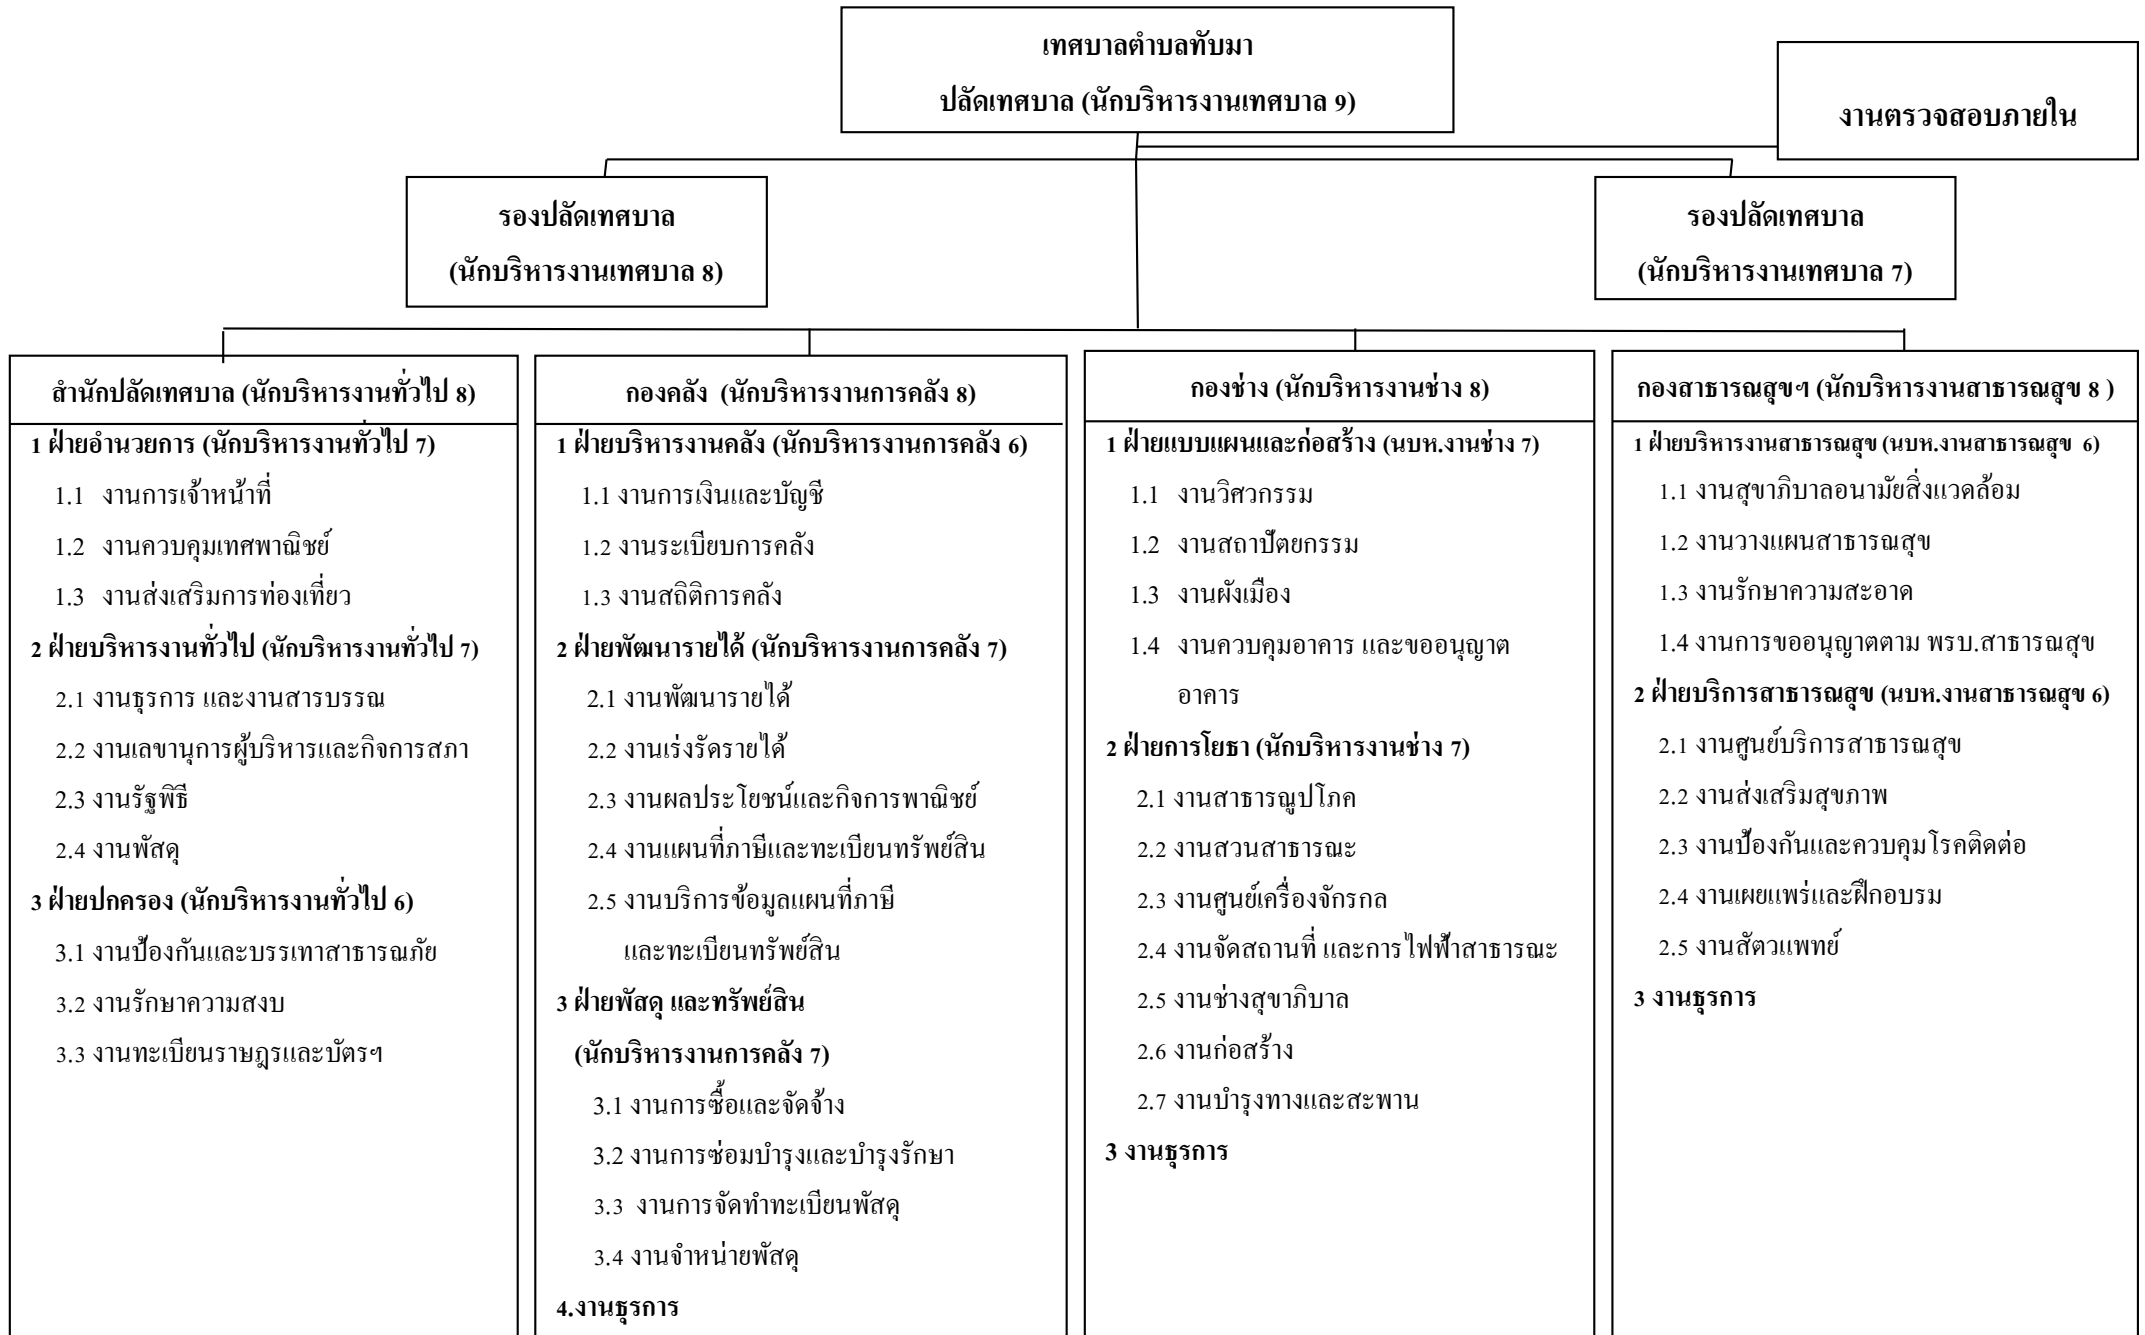 เทศบาลตำบลทับมา
ปลัดเทศบาล (นักบริหารงานเทศบาล 9)
งานตรวจสอบภายใน
รองปลัดเทศบาล
(นักบริหารงานเทศบาล 8)
รองปลัดเทศบาล
(นักบริหารงานเทศบาล 7)
สำนักปลัดเทศบาล (นักบริหารงานทั่วไป 8)
1 ฝ่ายอำนวยการ (นักบริหารงานทั่วไป 7)
1.1 งานการเจ้าหน้าที่
1.2 งานควบคุมเทศพาณิชย์
1.3 งานส่งเสริมการท่องเที่ยว
2 ฝ่ายบริหารงานทั่วไป (นักบริหารงานทั่วไป 7)
2.1 งานธุรการ และงานสารบรรณ
2.2 งานเลขานุการผู้บริหารและกิจการสภา
2.3 งานรัฐพิธี
2.4 งานพัสดุ
3 ฝ่ายปกครอง (นักบริหารงานทั่วไป 6)
3.1 งานป้องกันและบรรเทาสาธารณภัย
3.2 งานรักษาความสงบ
3.3 งานทะเบียนราษฎรและบัตรฯ
กองคลัง (นักบริหารงานการคลัง 8)
1 ฝ่ายบริหารงานคลัง (นักบริหารงานการคลัง 6)
1.1 งานการเงินและบัญชี
1.2 งานระเบียบการคลัง
1.3 งานสถิติการคลัง
2 ฝ่ายพัฒนารายได้ (นักบริหารงานการคลัง 7)
2.1 งานพัฒนารายได้
2.2 งานเร่งรัดรายได้
2.3 งานผลประโยชน์และกิจการพาณิชย์
2.4 งานแผนที่ภาษีและทะเบียนทรัพย์สิน
2.5 งานบริการข้อมูลแผนที่ภาษี
และทะเบียนทรัพย์สิน
3 ฝ่ายพัสดุ และทรัพย์สิน
(นักบริหารงานการคลัง 7)
3.1 งานการซื้อและจัดจ้าง
3.2 งานการซ่อมบำรุงและบำรุงรักษา
3.3 งานการจัดทำทะเบียนพัสดุ
3.4 งานจำหน่ายพัสดุ
4.งานธุรการ
กองช่าง (นักบริหารงานช่าง 8)
1 ฝ่ายแบบแผนและก่อสร้าง (นบห.งานช่าง 7)
1.1 งานวิศวกรรม
1.2 งานสถาปัตยกรรม
1.3 งานผังเมือง
1.4 งานควบคุมอาคาร และขออนุญาต
อาคาร
2 ฝ่ายการโยธา (นักบริหารงานช่าง 7)
2.1 งานสาธารณูปโภค
2.2 งานสวนสาธารณะ
2.3 งานศูนย์เครื่องจักรกล
2.4 งานจัดสถานที่ และการไฟฟ้าสาธารณะ
2.5 งานช่างสุขาภิบาล
2.6 งานก่อสร้าง
2.7 งานบำรุงทางและสะพาน
3 งานธุรการ
กองสาธารณสุขฯ (นักบริหารงานสาธารณสุข 8 )
1 ฝ่ายบริหารงานสาธารณสุข (นบห.งานสาธารณสุข 6)
1.1 งานสุขาภิบาลอนามัยสิ่งแวดล้อม
1.2 งานวางแผนสาธารณสุข
1.3 งานรักษาความสะอาด
1.4 งานการขออนุญาตตาม พรบ.สาธารณสุข
2 ฝ่ายบริการสาธารณสุข (นบห.งานสาธารณสุข 6)
2.1 งานศูนย์บริการสาธารณสุข
2.2 งานส่งเสริมสุขภาพ
2.3 งานป้องกันและควบคุมโรคติดต่อ
2.4 งานเผยแพร่และฝึกอบรม
2.5 งานสัตวแพทย์
3 งานธุรการ